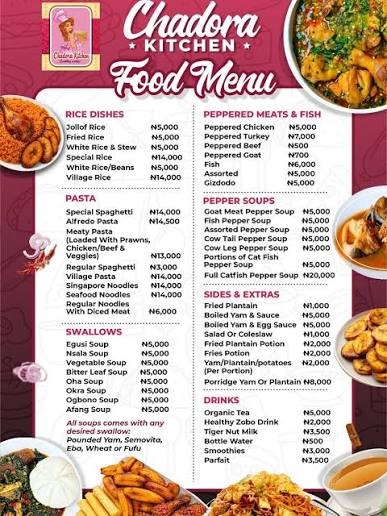 Chadora Kitchen
Chadora
KITCHEN
Food Menu
RICE DISHES
Jollof Rice ₦5,000
Fried Rice ₦5,000
White Rice & Stew ₦5,000
Special Rice ₦14,000
White Rice/Beans ₦5,000
Village Rice ₦14,000
PASTA
Special Spaghetti ₦14,000
Alfredo Pasta ₦14,500
Meaty Pasta
(Loaded With Prawns,
(Chicken/Beef &
Veggies) ₦13,000
Regular Spaghetti ₦3,000
Village Pasta ₦14,000
Singapore Noodles ₦14,000
Seafood Noodles ₦14,000
Regular Noodles
With Diced Meat ₦6,000
SWALLOWS
Egusi Soup ₦5,000
Nsala Soup ₦5,000
Vegetable Soup ₦5,000
Bitter Leaf Soup ₦5,000
Oha Soup ₦5,000
Okra Soup ₦5,000
Ogbono Soup ₦5,000
Afang Soup ₦5,000
All soups comes with any
desired swallow:
Pounded Yam, Semovita,
Eba, Wheat or Fufu
PEPPERED MEATS & FISH
Peppered Chicken ₦5,000
Peppered Turkey ₦7,000
Peppered Beef ₦500
Peppered Goat ₦700
Fish ₦6,000
Assorted ₦5,000
Gizdodo ₦5,000
PEPPER SOUPS
Goat Meat Pepper Soup ₦5,000
Fish Pepper Soup ₦5,000
Assorted Pepper Soup ₦5,000
Cow Tail Pepper Soup ₦5,000
Cow Leg Pepper Soup ₦5,000
Portions of Cat Fish
Pepper Soup ₦5,000
Full Catfish Pepper Soup ₦20,000
SIDES & EXTRAS
Fried Plantain ₦1,000
Boiled Yam & Sauce ₦5,000
Boiled Yam & Egg Sauce ₦5,000
Salad Or Coleslaw ₦1,000
Fried Plantain Potion ₦2,000
Fries Potion ₦2,000
Yam/Plantain/potatoes ₦2,000
(Per Portion)
Porridge Yam Or Plantain ₦8,000
DRINKS
Organic Tea ₦5,000
Healthy Zobo Drink ₦2,000
Tiger Nut Milk ₦3,500
Bottle Water ₦500
Smoothies ₦3,000
Parfait ₦3,500